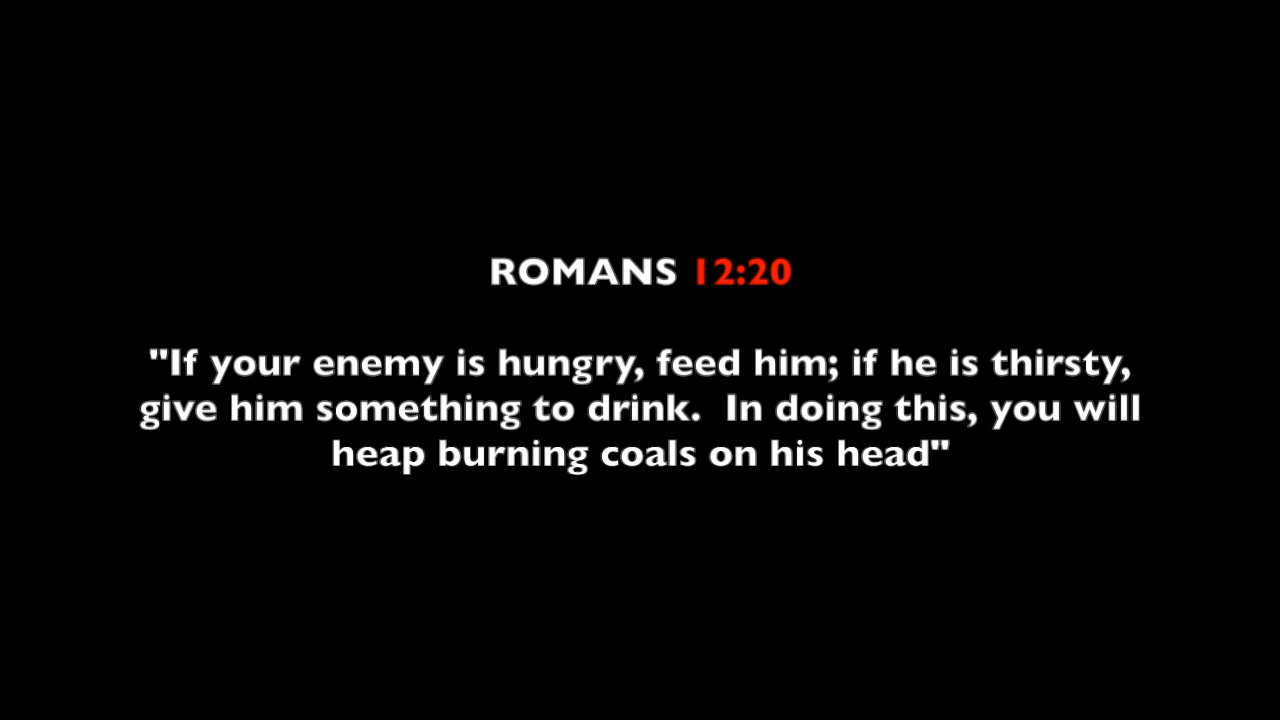 ROMANS 12:20
"If your enemy is hungry, feed him; if he is thirsty,
give him something to drink.  In doing this, you will
heap burning coals on his head"